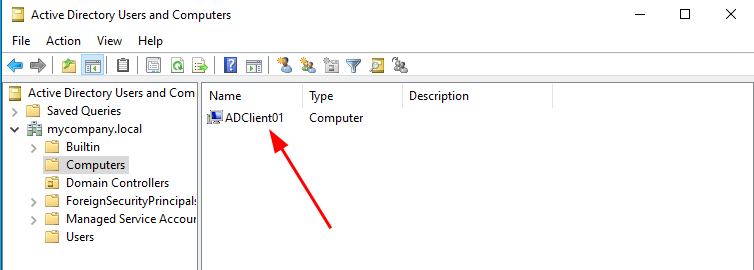 Active Directory Users and Computers
File Action View Help
Active Directory Users and Com
Saved Queries
mycompany.local
Builtin
Computers
Domain Controllers
ForeignSecurityPrincipals
Managed Service Accour
Users
Name Type Description
ADClient01 Computer